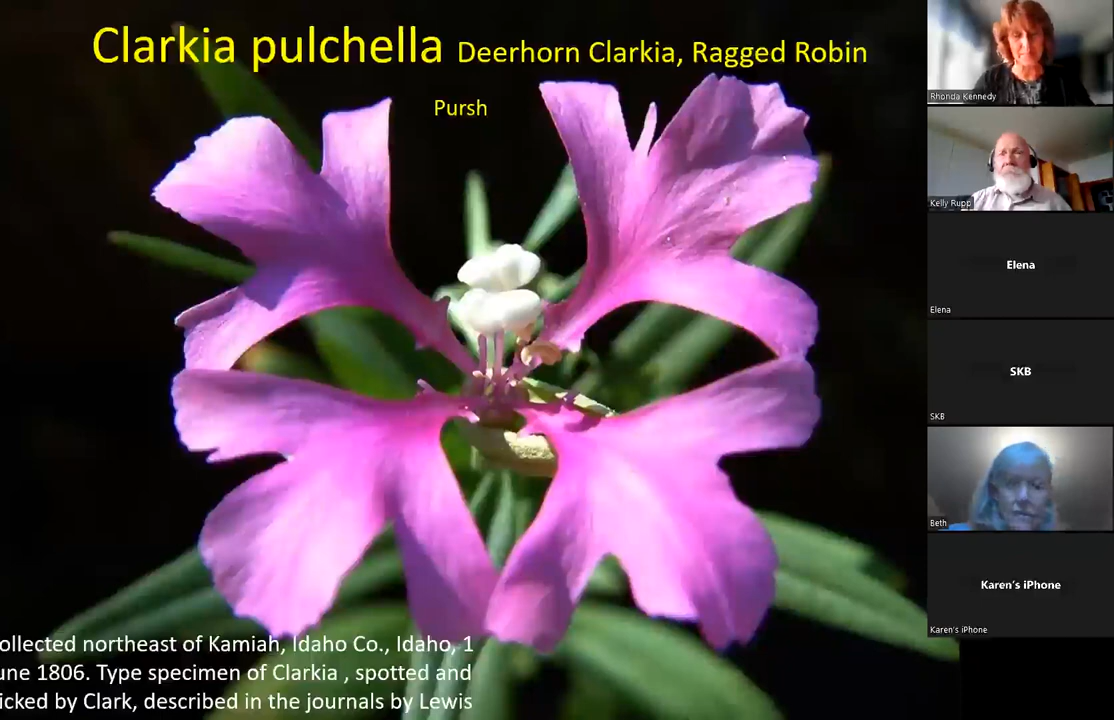 Clarkia pulchella Deerhorn Clarkia, Ragged Robin
Pursh
ollected northeast of Kamiah, Idaho Co., Idaho, 1
une 1806. Type specimen of Clarkia , spotted and
icked by Clark, described in the journals by Lewis
Rhonda Kennedy
Kelly Rupp
Elena
Elena
SKB
SKB
Beth
Karen's iPhone
Karen's iPhone